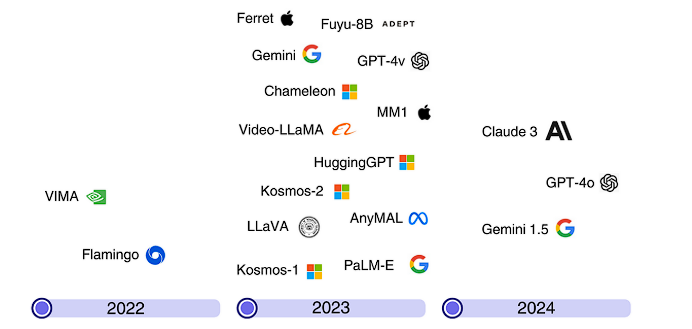 Ferret
Fuyu-8B ADEPT
Gemini
GPT-4v
Chameleon
MM1
Video-LLaMA
HuggingGPT
Kosmos-2
LLaVA
AnyMAL
Kosmos-1
PaLM-E
VIMA
Flamingo
Claude 3 AI
GPT-4o
Gemini 1.5
2022
2023
2024